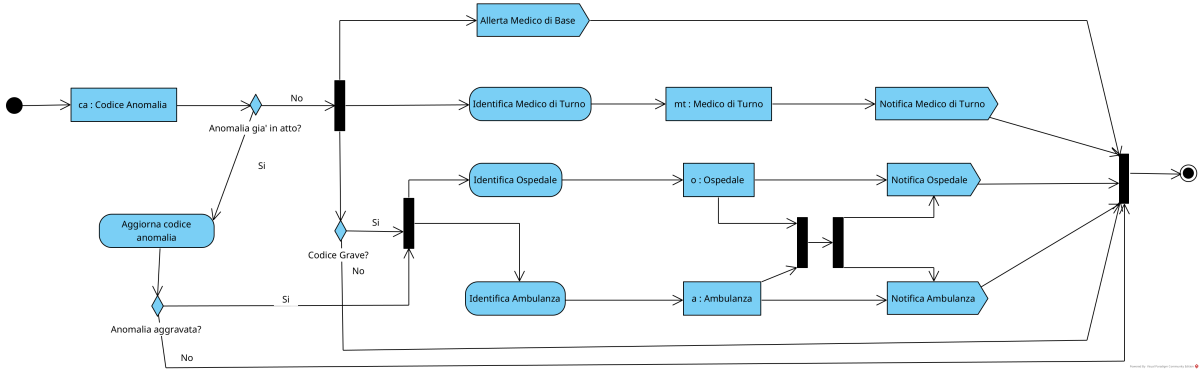 Allerta Medico di Base
ca : Codice Anomalia
No
Identifica Medico di Turno
mt : Medico di Turno
Notifica Medico di Turno
Anomalia gia' in atto?
Si
Identifica Ospedale
o : Ospedale
Notifica Ospedale
Aggiorna codice
anomalia
Si
Codice Grave?
No
Identifica Ambulanza
a : Ambulanza
Notifica Ambulanza
Si
Anomalia aggravata?
No